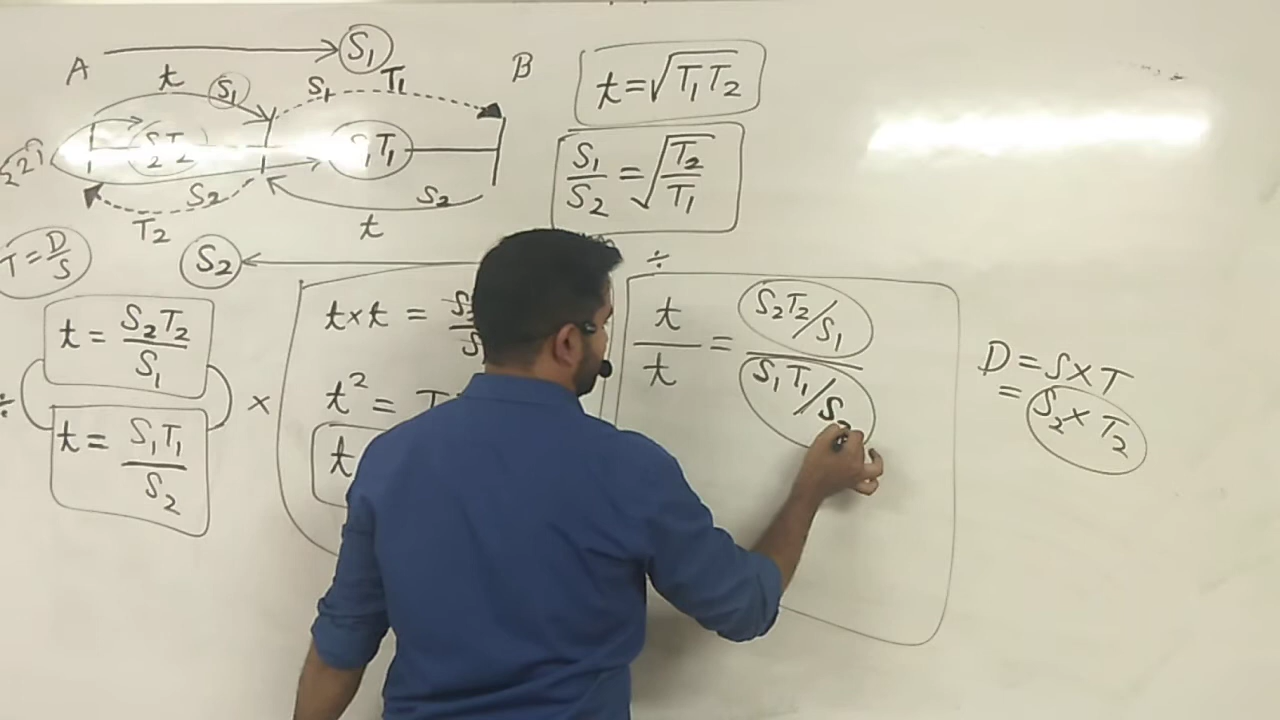 A → S₁ B
t S₁ S₁ T₁
S₂T₂ S₁T₁
S₂ S₂
T₂ t
T = D/S
S₂ ←
t = S₂T₂/S₁
t = S₁T₁/S₂
÷
×
t×t =
t² = T
t
t = √T₁T₂
S₁/S₂ = √T₂/T₁
÷
t/t = S₂T₂/S₁ / S₁T₁/S₂
D = S×T
= S₂×T₂